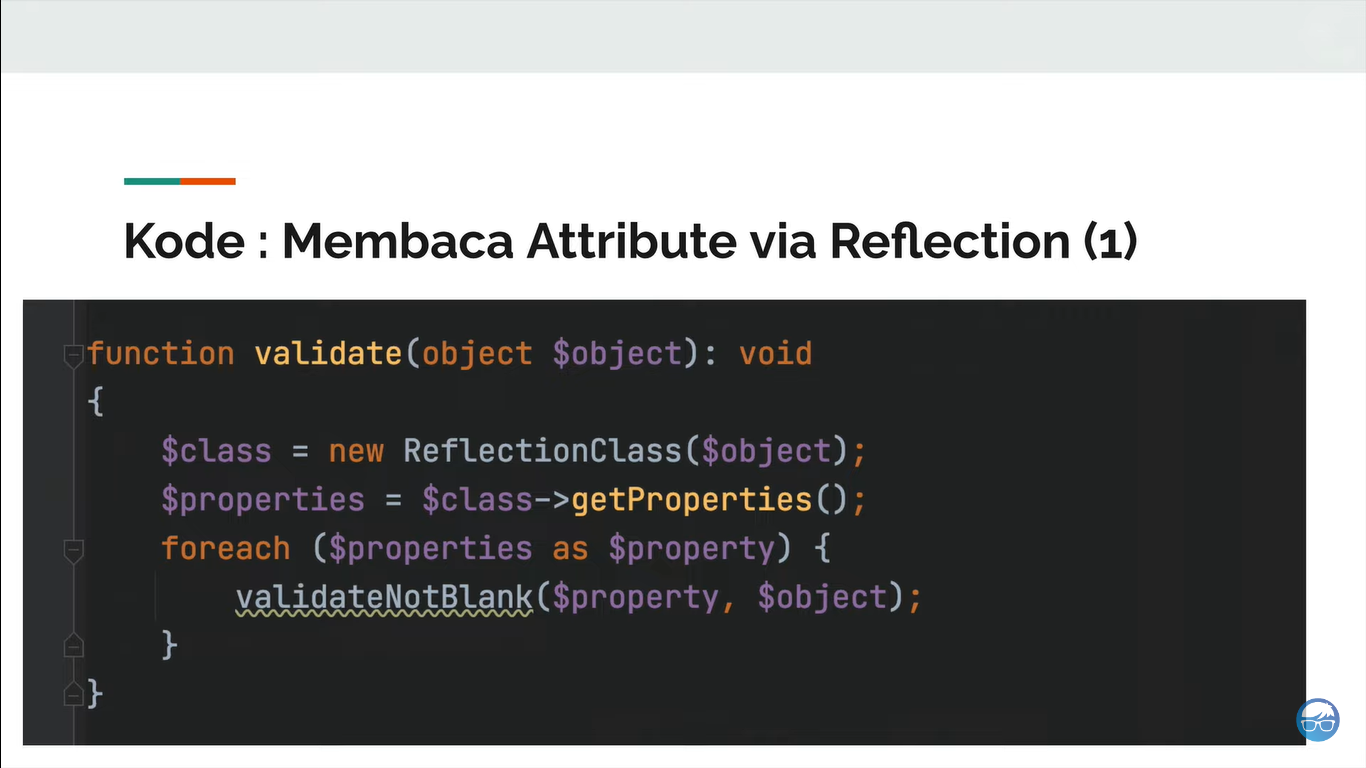 Kode : Membaca Attribute via Reflection (1)
function validate(object $object): void
{
$class = new ReflectionClass($object);
$properties = $class->getProperties();
foreach ($properties as $property) {
validateNotBlank($property, $object);
}
}